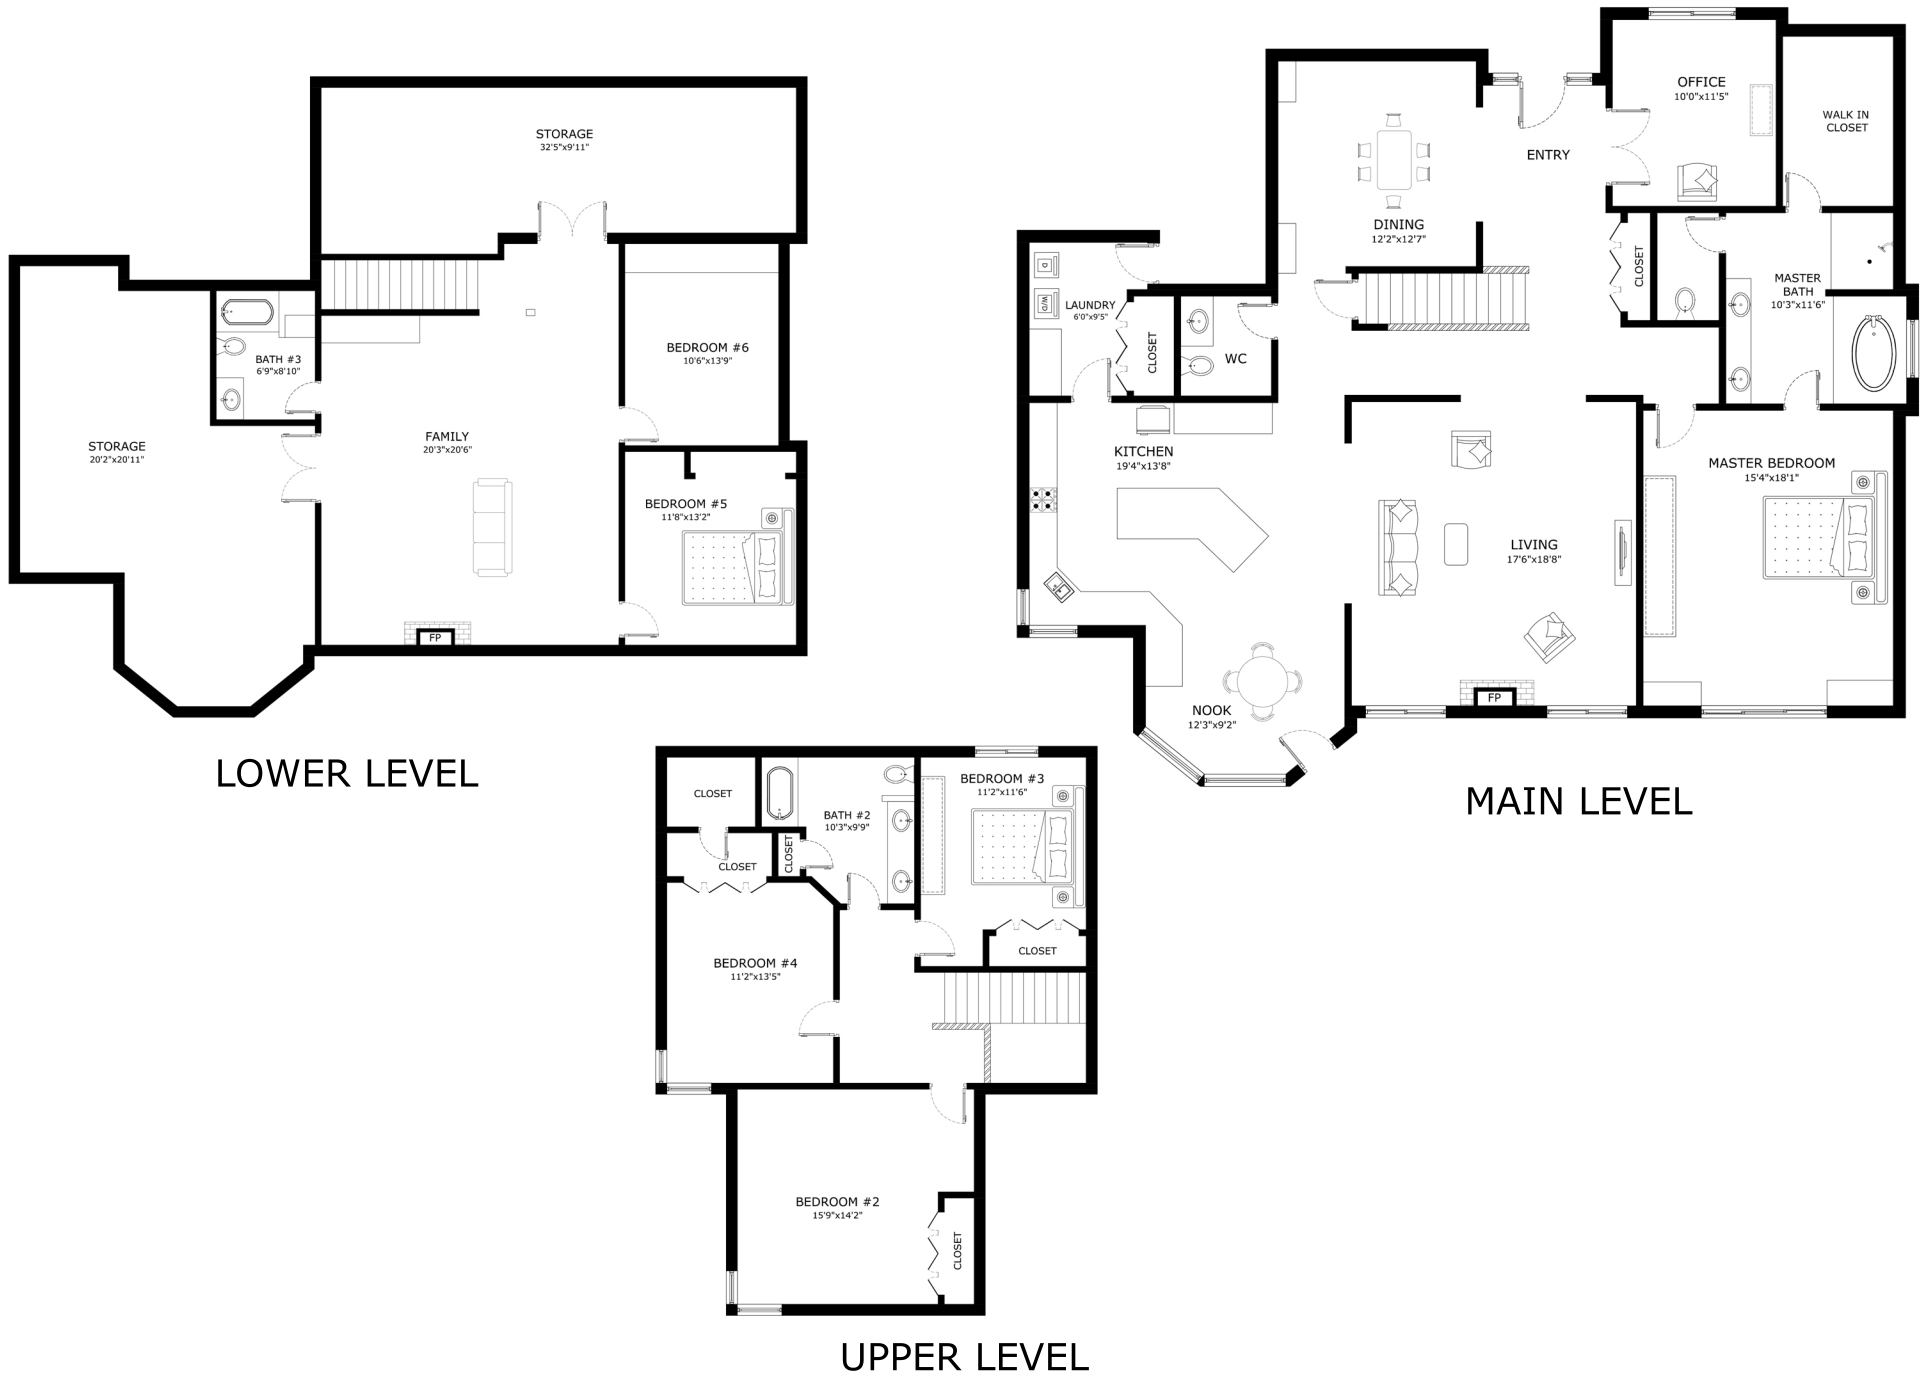 STORAGE
32'5"x9'11"
BATH #3
6'9"x8'10"
BEDROOM #6
10'6"x13'9"
STORAGE
20'2"x20'11"
FAMILY
20'3"x20'6"
BEDROOM #5
11'8"x13'2"
FP
LOWER LEVEL
OFFICE
10'0"x11'5"
WALK IN
CLOSET
ENTRY
DINING
12'2"x12'7"
D
W/D
LAUNDRY
6'0"x9'5"
CLOSET
WC
CLOSET
MASTER
BATH
10'3"x11'6"
KITCHEN
19'4"x13'8"
MASTER BEDROOM
15'4"x18'1"
LIVING
17'6"x18'8"
NOOK
12'3"x9'2"
FP
MAIN LEVEL
CLOSET
BATH #2
10'3"x9'9"
BEDROOM #3
11'2"x11'6"
CLOSET
CLOSET
CLOSET
BEDROOM #4
11'2"x13'5"
BEDROOM #2
15'9"x14'2"
CLOSET
UPPER LEVEL